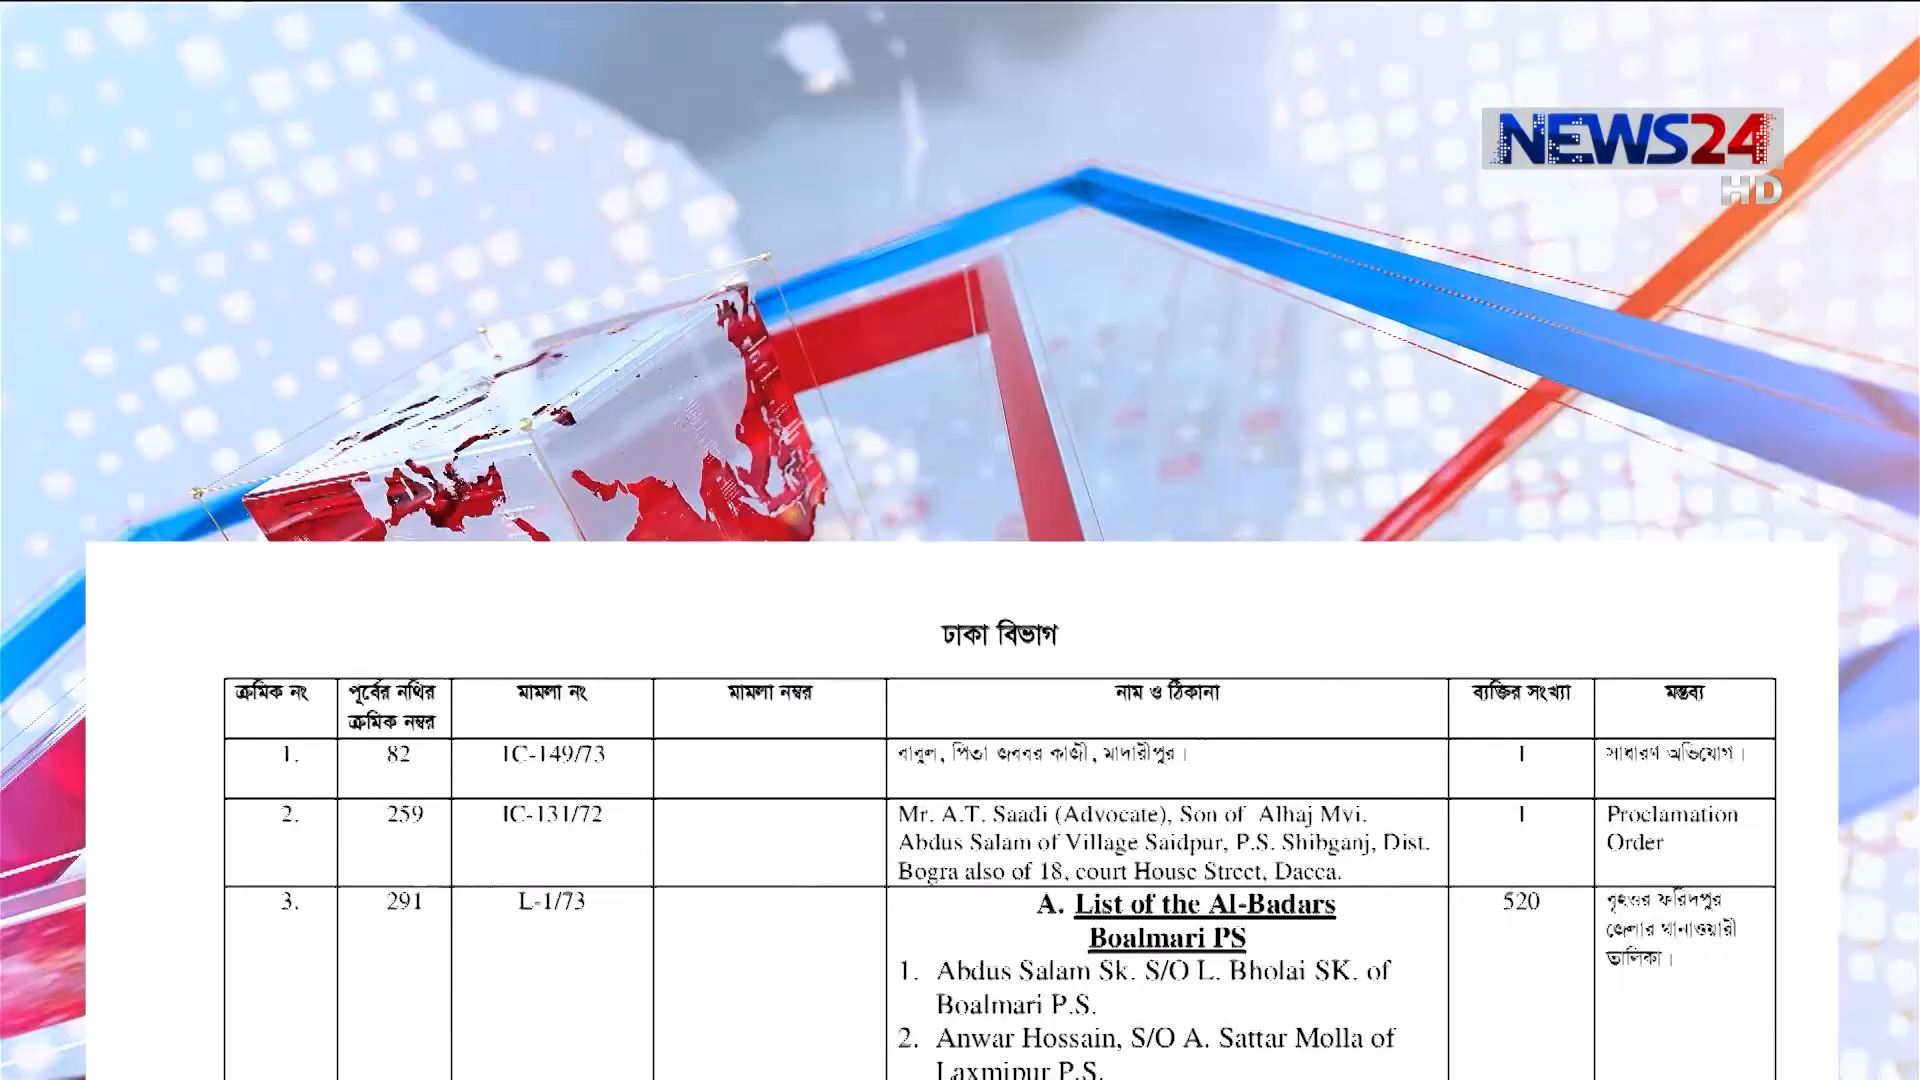 NEWS24
HD
ঢাকা বিভাগ
ক্রমিক নং
পূর্বের নথির
ক্রমিক নম্বর
মামলা নং
মামলা নম্বর
নাম ও ঠিকানা
ব্যক্তির সংখ্যা
মন্তব্য
1.
82
IC-149/73
বাবুল, পিতা জববর কাজী, মাদারীপুর।
1
সাধারণ অভিযোগ।
2.
259
IC-131/72
Mr. A.T. Saadi (Advocate), Son of Alhaj Mvi.
Abdus Salam of Village Saidpur, P.S. Shibganj, Dist.
Bogra also of 18, court House Street, Dacca.
1
Proclamation
Order
3.
291
L-1/73
A. List of the Al-Badars
Boalmari PS
1. Abdus Salam Sk. S/O L. Bholai SK. of
Boalmari P.S.
2. Anwar Hossain, S/O A. Sattar Molla of
Laxmipur P.S.
520
বৃহত্তর ফরিদপুর
জেলার থানাওয়ারী
তালিকা।